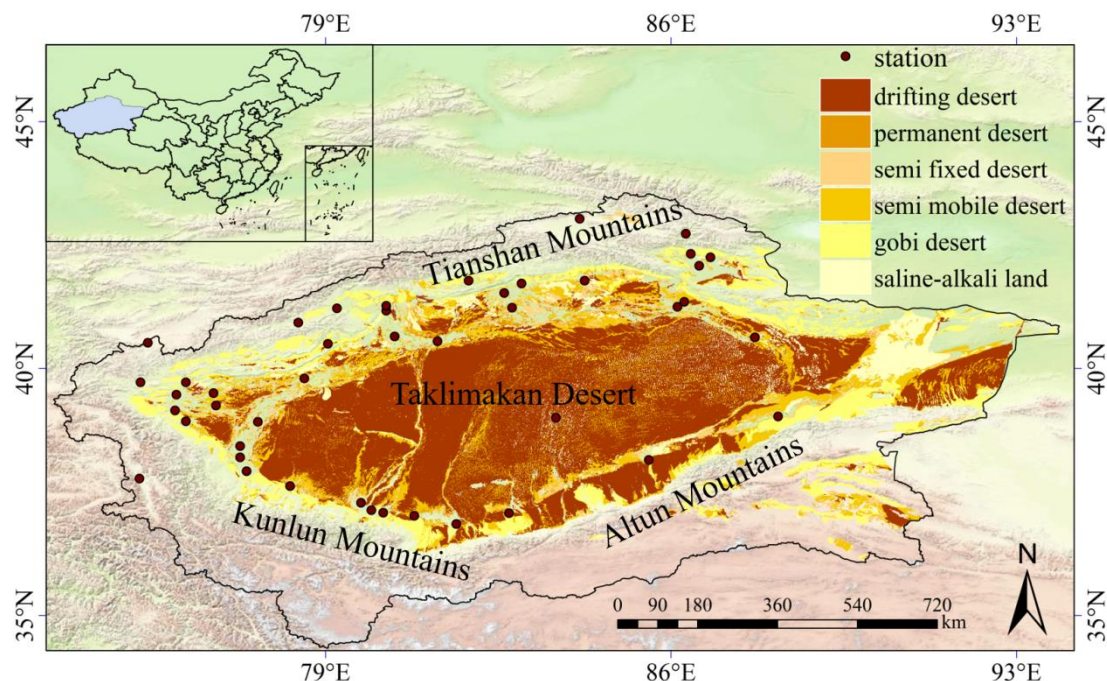 79°E 86°E 93°E
station
drifting desert
permanent desert
semi fixed desert
semi mobile desert
gobi desert
saline-alkali land
45°N 45°N
Tianshan Mountains
40°N 40°N
Taklimakan Desert
Altun Mountains
Kunlun Mountains
N
0 90 180 360 540 720
km
35°N 35°N
79°E 86°E 93°E